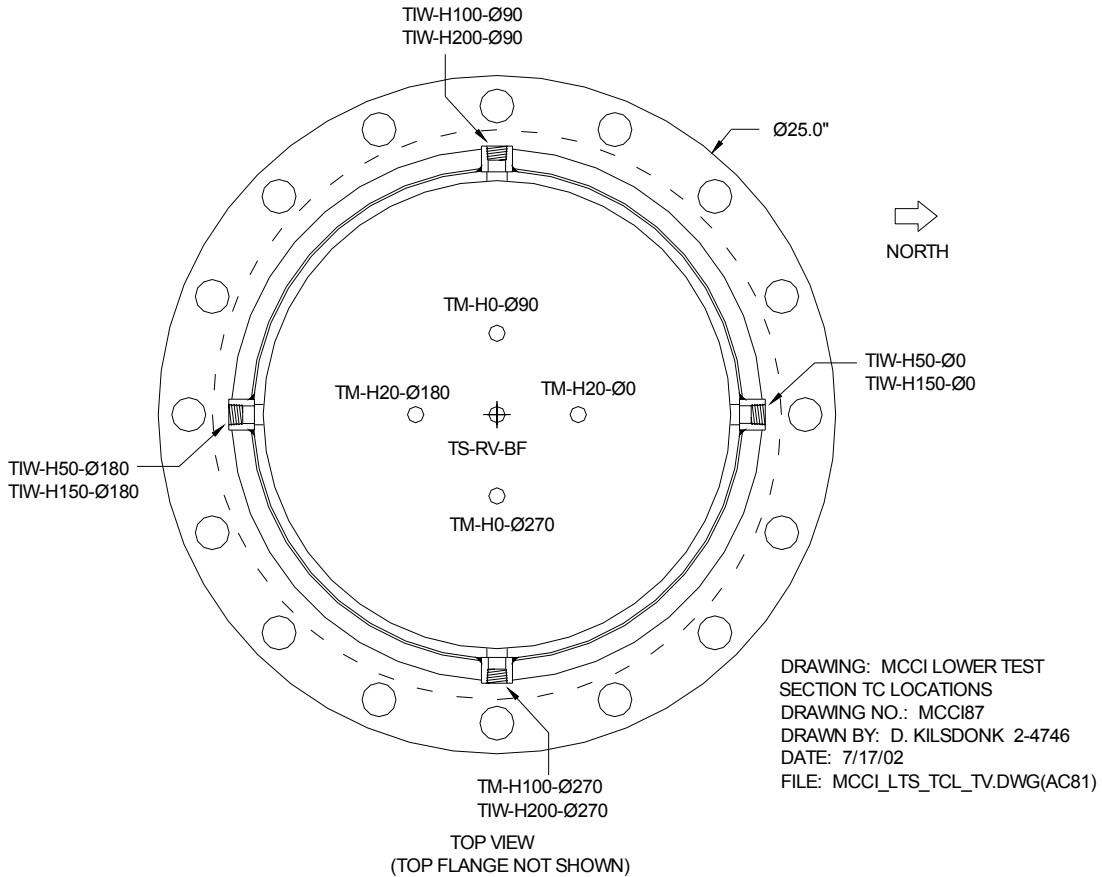 TIW-H100-Ø90
TIW-H200-Ø90
Ø25.0"
NORTH
TM-H0-Ø90
TIW-H50-Ø0
TIW-H150-Ø0
TM-H20-Ø180
TM-H20-Ø0
TS-RV-BF
TIW-H50-Ø180
TIW-H150-Ø180
TM-H0-Ø270
DRAWING: MCCI LOWER TEST
SECTION TC LOCATIONS
DRAWING NO.: MCCI87
DRAWN BY: D. KILSDONK 2-4746
DATE: 7/17/02
FILE: MCCI_LTS_TCL_TV.DWG(AC81)
TM-H100-Ø270
TIW-H200-Ø270
TOP VIEW
(TOP FLANGE NOT SHOWN)